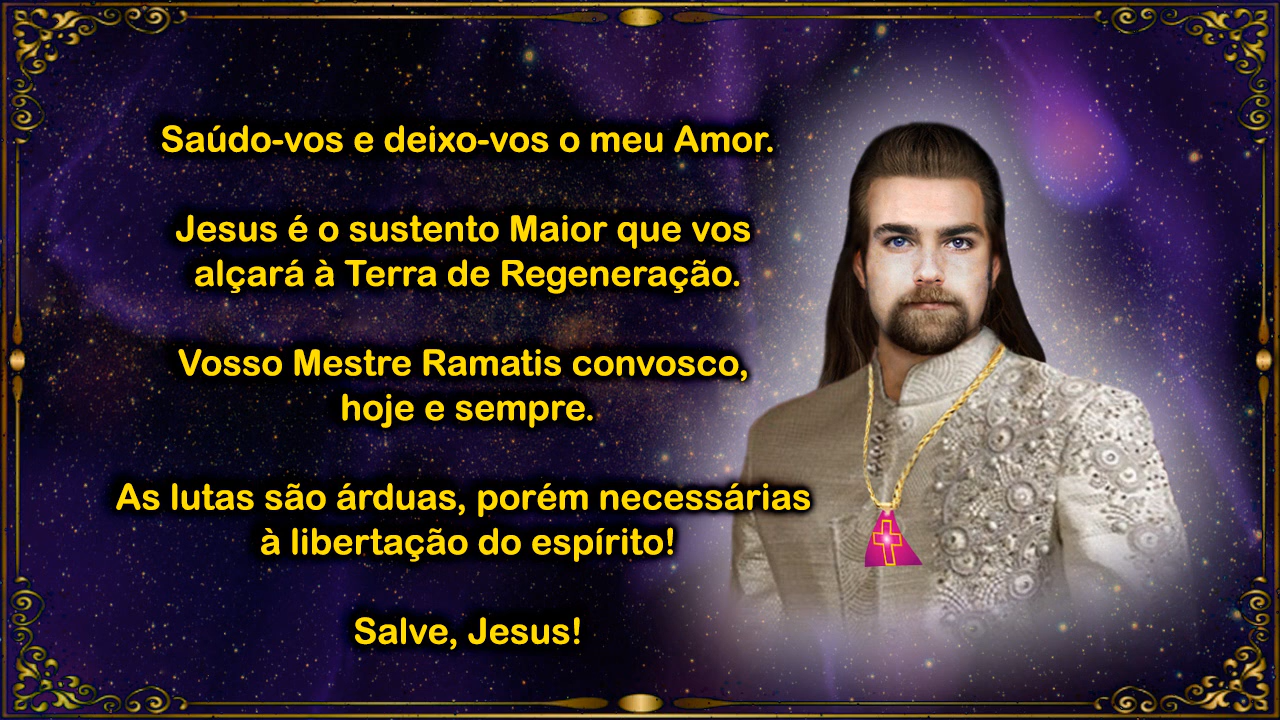 Saúdo-vos e deixo-vos o meu Amor.
Jesus é o sustento Maior que vos
alçará à Terra de Regeneração.
Vosso Mestre Ramatis convosco,
hoje e sempre.
As lutas são árduas, porém necessárias
à libertação do espírito!
Salve, Jesus!